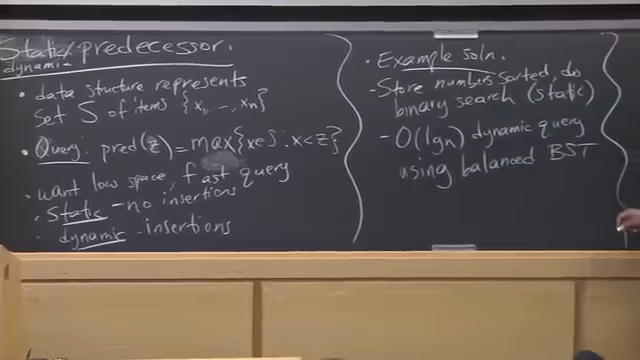 Static/predecessor.
dynamic
• data structure represents
set S of items {x₁, ..., xₙ}
• Query: pred(z) = max{x∈S : x<z}
• want low space, fast query
• Static - no insertions
• dynamic - insertions
• Example soln.
- Store numbers sorted, do
binary search (static)
- O(lgn) dynamic query
using balanced BST